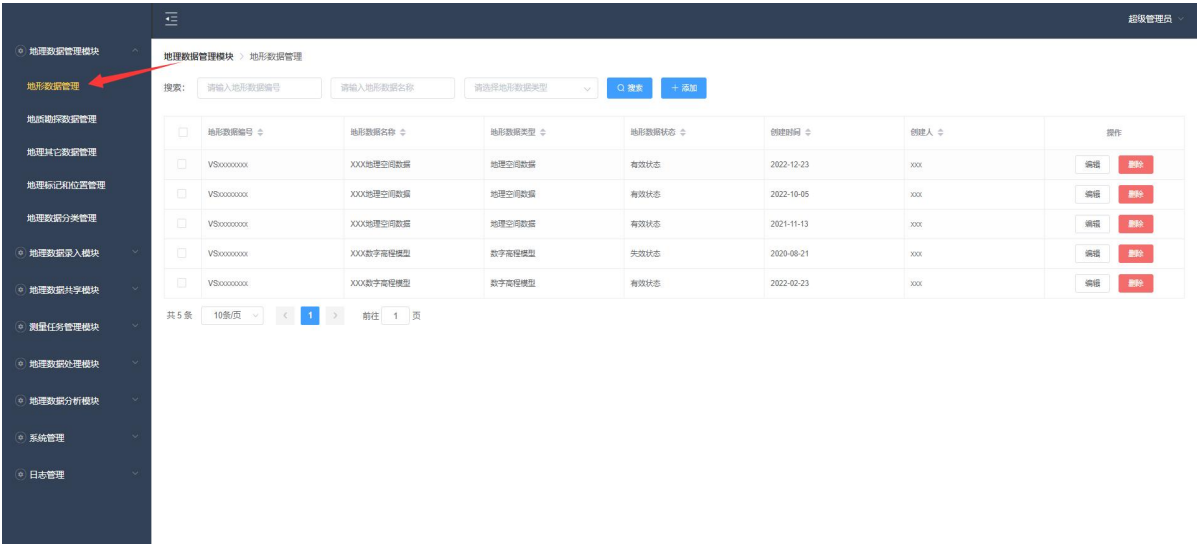 超级管理员
地理数据管理模块
地形数据管理
地质勘探数据管理
地理其它数据管理
地理标记和位置管理
地理数据分类管理
地理数据录入模块
地理数据共享模块
测量任务管理模块
地理数据处理模块
地理数据分析模块
系统管理
日志管理
地理数据管理模块 > 地形数据管理
搜索: 请输入地形数据编号 请输入地形数据名称 请选择地形数据类型 搜索 + 添加
地形数据编号 地形数据名称 地形数据类型 地形数据状态 创建时间 创建人 操作
VSxxxxxxxx XXX地理空间数据 地理空间数据 有效状态 2022-12-23 xxx 编辑 删除
VSxxxxxxxx XXX地理空间数据 地理空间数据 有效状态 2022-10-05 xxx 编辑 删除
VSxxxxxxxx XXX地理空间数据 地理空间数据 有效状态 2021-11-13 xxx 编辑 删除
VSxxxxxxxx XXX数字高程模型 数字高程模型 失效状态 2020-08-21 xxx 编辑 删除
VSxxxxxxxx XXX数字高程模型 数字高程模型 有效状态 2022-02-23 xxx 编辑 删除
共 5 条 10条/页 < 1 > 前往 1 页